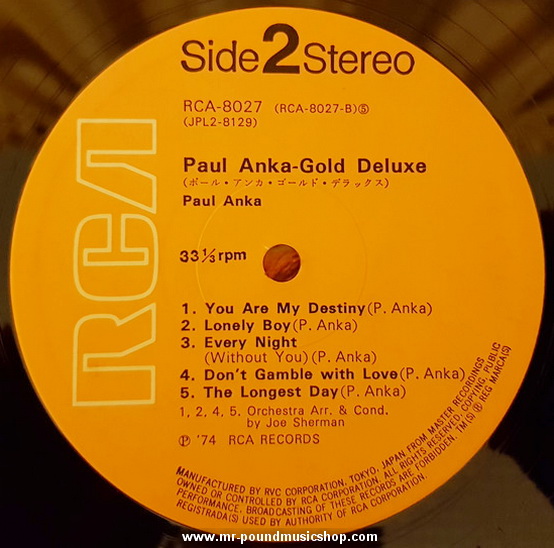 Side 2 Stereo
RCA-8027 (RCA-8027-B)Ⓢ
(JPL2-8129)
Paul Anka-Gold Deluxe
(ポール・アンカ・ゴールド・デラックス)
Paul Anka
33 1/3 rpm
1. You Are My Destiny (P. Anka)
2. Lonely Boy (P. Anka)
3. Every Night
(Without You) (P. Anka)
4. Don't Gamble with Love (P. Anka)
5. The Longest Day (P. Anka)
1, 2, 4, 5. Orchestra Arr. & Cond.
by Joe Sherman
℗ '74 RCA RECORDS
RCA
MANUFACTURED BY RVC CORPORATION, TOKYO, JAPAN FROM MASTER RECORDINGS
OWNED OR CONTROLLED BY RCA CORPORATION. ALL RIGHTS RESERVED. COPYING, PUBLIC
PERFORMANCE, BROADCASTING OF THESE RECORDS ARE FORBIDDEN. TM(S) ® REG MARCA(S)
REGISTRADA(S) USED BY AUTHORITY OF RCA CORPORATION.
www.mr-poundmusicshop.com